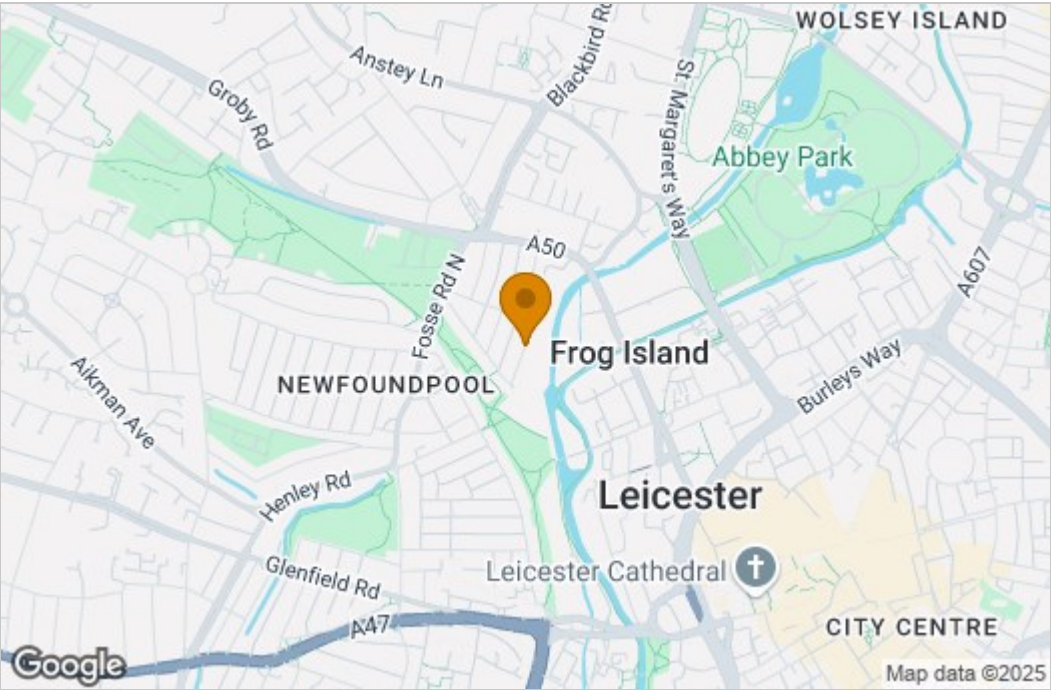 WOLSEY ISLAND
Anstey Ln
Blackbird Rd
Groby Rd
St. Margaret's Way
Abbey Park
A50
A607
Fosse Rd N
Frog Island
NEWFOUNDPOOL
Burleys Way
Aikman Ave
Henley Rd
Leicester
Leicester Cathedral
Glenfield Rd
A47
CITY CENTRE
Google
Map data ©2025